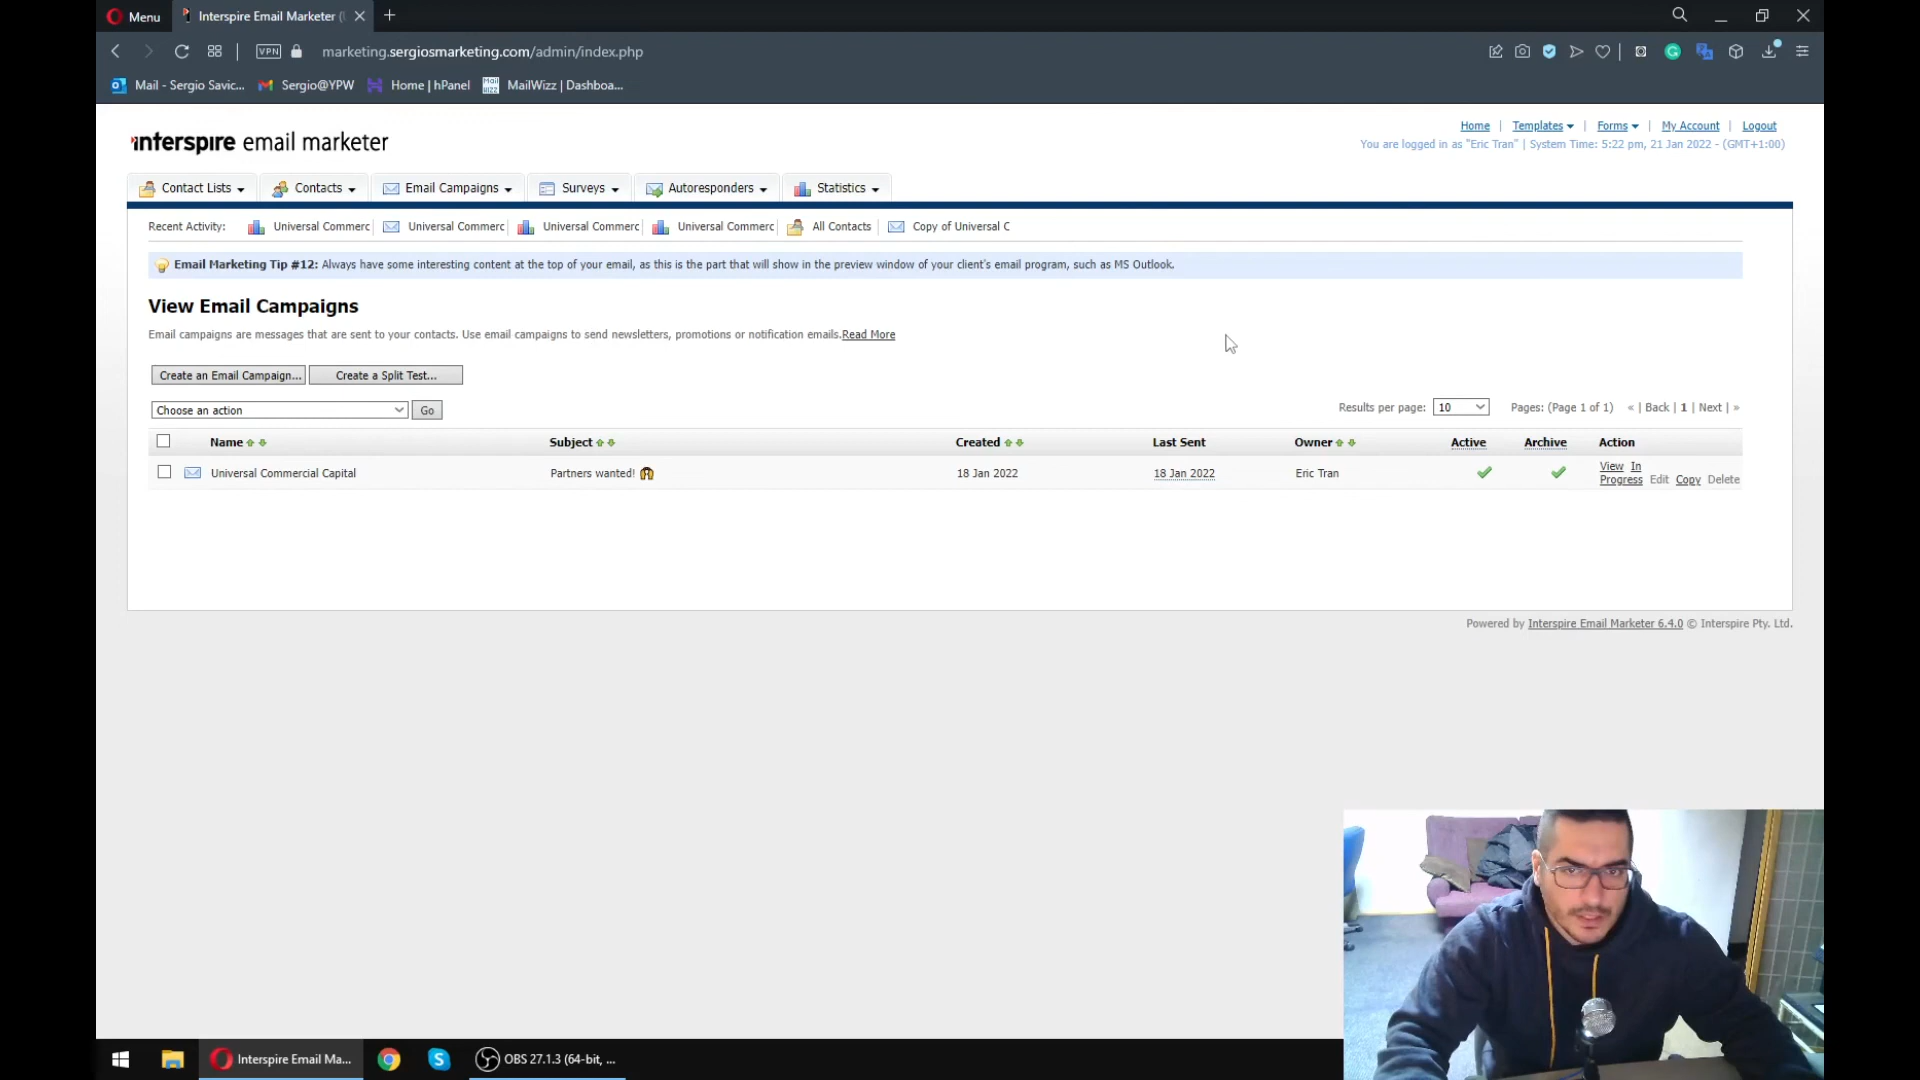 Menu
Interspire Email Marketer (
VPN
marketing.sergiosmarketing.com/admin/index.php
Mail - Sergio Savic...
Sergio@YPW
Home | hPanel
Mail WIZZ
MailWizz | Dashboa...
interspire email marketer
Home | Templates | Forms | My Account | Logout
You are logged in as "Eric Tran" | System Time: 5:22 pm, 21 Jan 2022 - (GMT+1:00)
Contact Lists
Contacts
Email Campaigns
Surveys
Autoresponders
Statistics
Recent Activity: Universal Commerc | Universal Commerc | Universal Commerc | Universal Commerc | All Contacts | Copy of Universal C
Email Marketing Tip #12: Always have some interesting content at the top of your email, as this is the part that will show in the preview window of your client's email program, such as MS Outlook.
View Email Campaigns
Email campaigns are messages that are sent to your contacts. Use email campaigns to send newsletters, promotions or notification emails.Read More
Create an Email Campaign... Create a Split Test...
Choose an action Go
Results per page: 10 Pages: (Page 1 of 1) « | Back | 1 | Next | »
Name Subject Created Last Sent Owner Active Archive Action
Universal Commercial Capital Partners wanted! 18 Jan 2022 18 Jan 2022 Eric Tran View In
Progress Edit Copy Delete
Powered by Interspire Email Marketer 6.4.0 © Interspire Pty. Ltd.
Interspire Email Ma...
OBS 27.1.3 (64-bit, ...